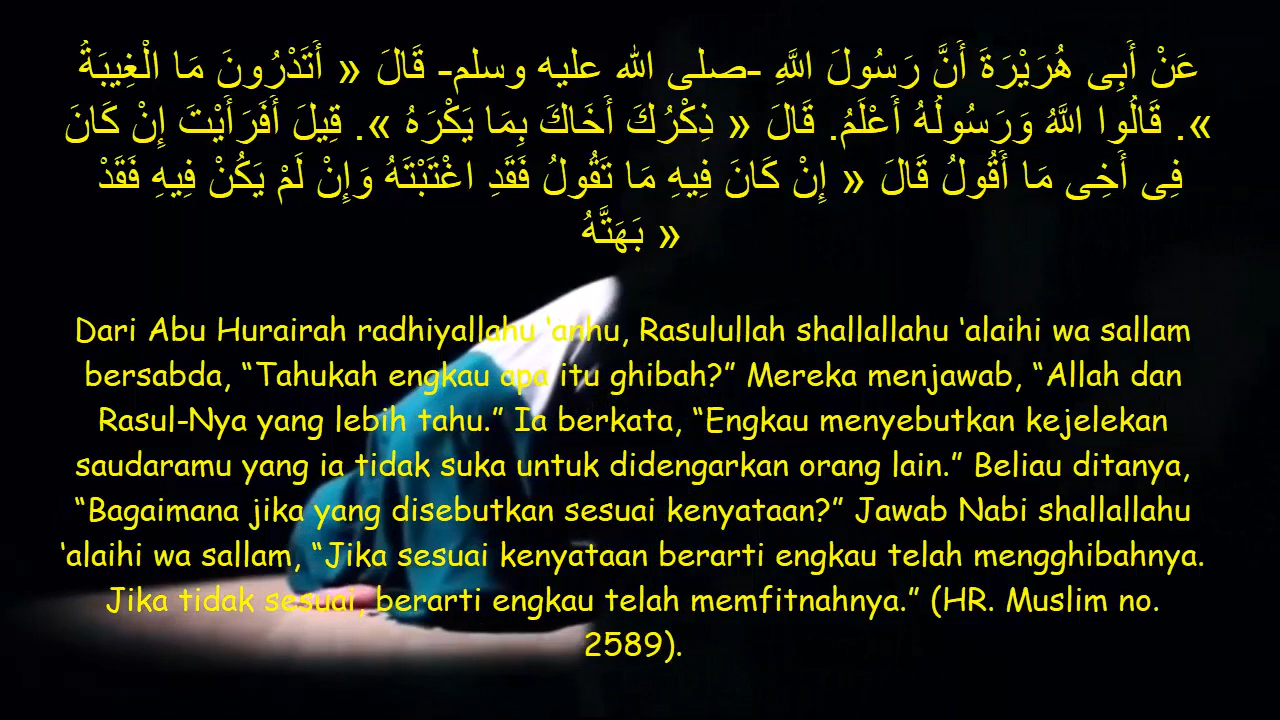 عَنْ أَبِى هُرَيْرَةَ أَنَّ رَسُولَ اللَّهِ -صلى الله عليه وسلم- قَالَ « أَتَدْرُونَ مَا الْغِيبَةُ
». قَالُوا اللَّهُ وَرَسُولُهُ أَعْلَمُ. قَالَ « ذِكْرُكَ أَخَاكَ بِمَا يَكْرَهُ ». قِيلَ أَفَرَأَيْتَ إِنْ كَانَ
فِى أَخِى مَا أَقُولُ قَالَ « إِنْ كَانَ فِيهِ مَا تَقُولُ فَقَدِ اغْتَبْتَهُ وَإِنْ لَمْ يَكُنْ فِيهِ فَقَدْ
« بَهَتَّهُ
Dari Abu Hurairah radhiyallahu ‘anhu, Rasulullah shallallahu ‘alaihi wa sallam
bersabda, “Tahukah engkau apa itu ghibah?” Mereka menjawab, “Allah dan
Rasul-Nya yang lebih tahu.” Ia berkata, “Engkau menyebutkan kejelekan
saudaramu yang ia tidak suka untuk didengarkan orang lain.” Beliau ditanya,
“Bagaimana jika yang disebutkan sesuai kenyataan?” Jawab Nabi shallallahu
‘alaihi wa sallam, “Jika sesuai kenyataan berarti engkau telah mengghibahnya.
Jika tidak sesuai, berarti engkau telah memfitnahnya.” (HR. Muslim no.
2589).